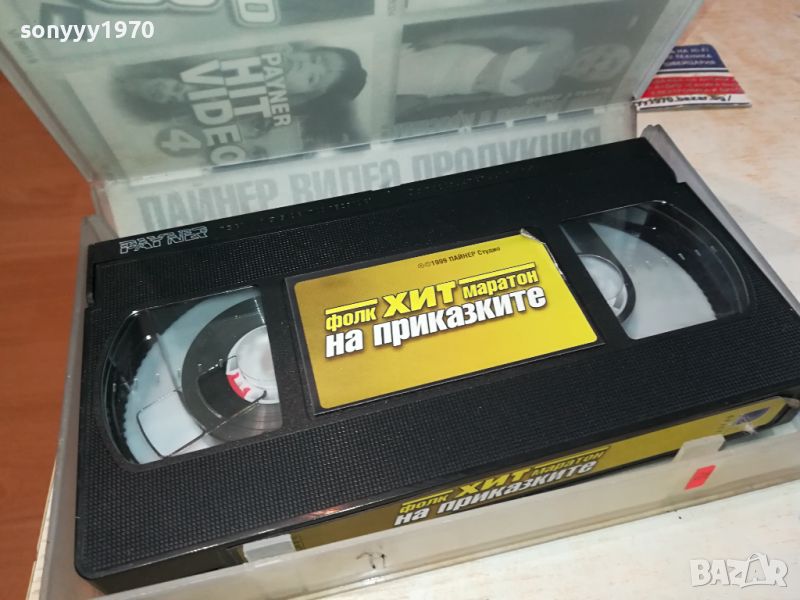 sonyyy1970
PAYNER
HIT
VIDEO
4
ПАЙНЕР ВИДЕО ПРОДУКЦИЯ
PAYNER
℗©1999 ПАЙНЕР Студио
фолк ХИТ маратон
на приказките
фолк ХИТ маратон
на приказките
BAZAR